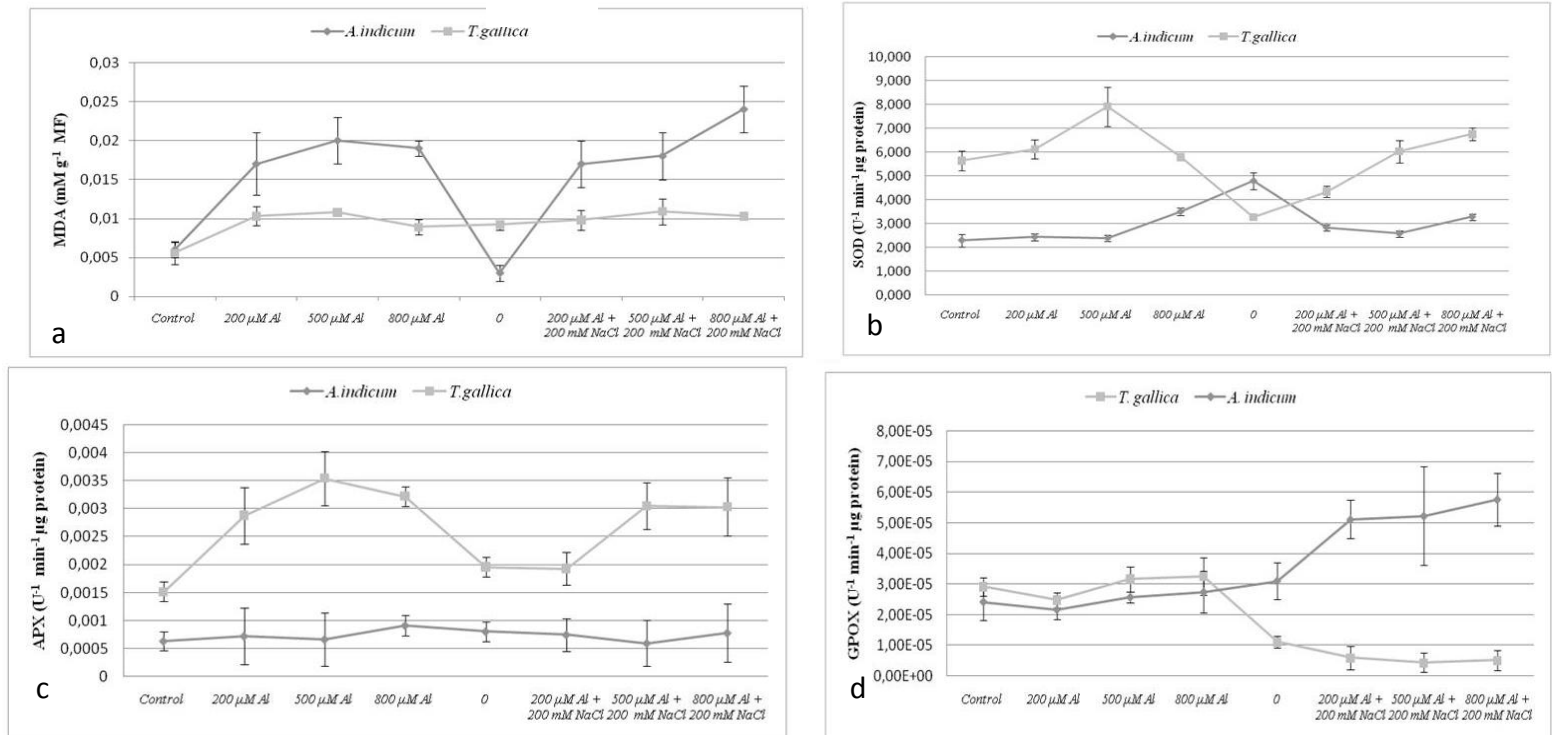 A.indicum T.gallica
MDA (mM g-1 MF)
0,03
0,025
0,02
0,015
0,01
0,005
0
Control 200 µM Al 500 µM Al 800 µM Al 0 200 µM Al + 500 µM Al + 800 µM Al +
200 mM NaCl 200 mM NaCl 200 mM NaCl
a
A.indicum T.gallica
SOD (U-1 min-1 µg protein)
10,000
9,000
8,000
7,000
6,000
5,000
4,000
3,000
2,000
1,000
0,000
Control 200 µM Al 500 µM Al 800 µM Al 0 200 µM Al + 500 µM Al + 800 µM Al +
200 mM NaCl 200 mM NaCl 200 mM NaCl
b
A.indicum T.gallica
APX (U-1 min-1 µg protein)
0,0045
0,004
0,0035
0,003
0,0025
0,002
0,0015
0,001
0,0005
0
Control 200 µM Al 500 µM Al 800 µM Al 0 200 µM Al + 500 µM Al + 800 µM Al +
200 mM NaCl 200 mM NaCl 200 mM NaCl
c
T. gallica A. indicum
GPOX (U-1 min-1 µg protein)
8,00E-05
7,00E-05
6,00E-05
5,00E-05
4,00E-05
3,00E-05
2,00E-05
1,00E-05
0,00E+00
Control 200 µM Al 500 µM Al 800 µM Al 0 200 µM Al + 500 µM Al + 800 µM Al +
200 mM NaCl 200 mM NaCl 200 mM NaCl
d